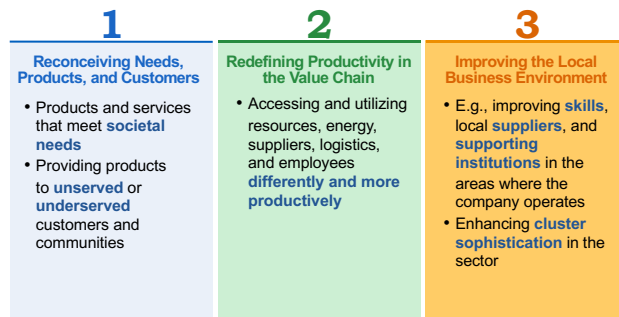 1
Reconceiving Needs,
Products, and Customers
• Products and services
that meet societal
needs
• Providing products
to unserved or
underserved
customers and
communities
2
Redefining Productivity in
the Value Chain
• Accessing and utilizing
resources, energy,
suppliers, logistics,
and employees
differently and more
productively
3
Improving the Local
Business Environment
• E.g., improving skills,
local suppliers, and
supporting
institutions in the
areas where the
company operates
• Enhancing cluster
sophistication in the
sector